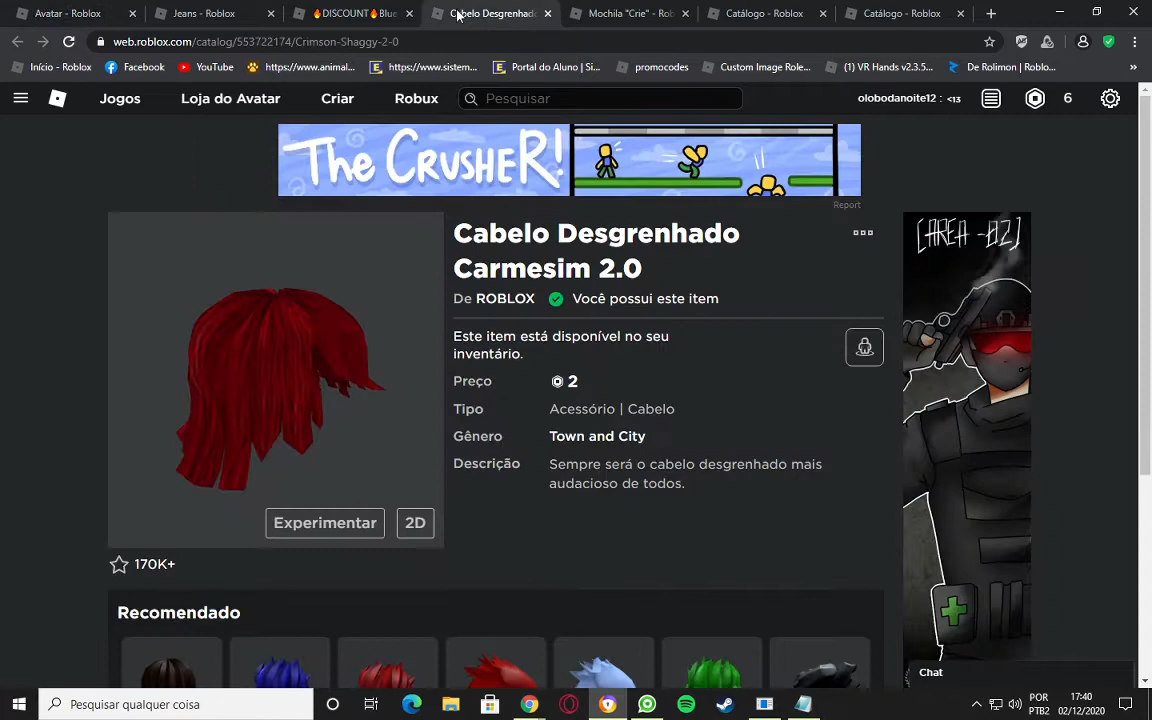 Avatar - Roblox
Jeans - Roblox
🔥DISCOUNT🔥Blue
Cabelo Desgrenhado
Mochila "Crie" - Rob
Catálogo - Roblox
Catálogo - Roblox
web.roblox.com/catalog/553722174/Crimson-Shaggy-2-0
Início - Roblox
Facebook
YouTube
https://www.animal...
https://www.sistem...
Portal do Aluno | Si...
promocodes
Custom Image Role...
(1) VR Hands v2.3.5...
De Rolimon | Roblo...
Jogos
Loja do Avatar
Criar
Robux
Pesquisar
olobodanoite12 : <13
6
The CrusheR!
Report
[AREA -02]
Cabelo Desgrenhado
Carmesim 2.0
De ROBLOX
Você possui este item
Este item está disponível no seu
inventário.
Preço
2
Tipo
Acessório | Cabelo
Gênero
Town and City
Descrição
Sempre será o cabelo desgrenhado mais
audacioso de todos.
Experimentar
2D
170K+
Recomendado
Chat
Pesquisar qualquer coisa
POR
PTB2
17:40
02/12/2020